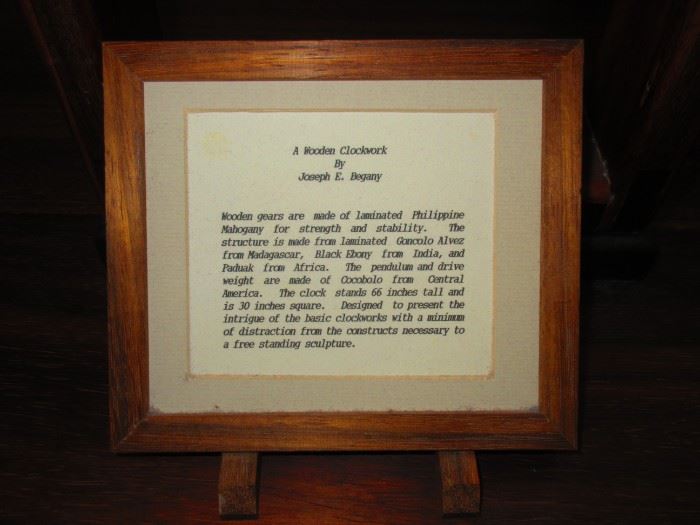 A Wooden Clockwork
By
Joseph E. Begany
Wooden gears are made of laminated Philippine
Mahogany for strength and stability. The
structure is made from laminated Goncolo Alvez
from Madagascar, Black Ebony from India, and
Paduak from Africa. The pendulum and drive
weight are made of Cocobolo from Central
America. The clock stands 66 inches tall and
is 30 inches square. Designed to present the
intrigue of the basic clockworks with a minimum
of distraction from the constructs necessary to
a free standing sculpture.